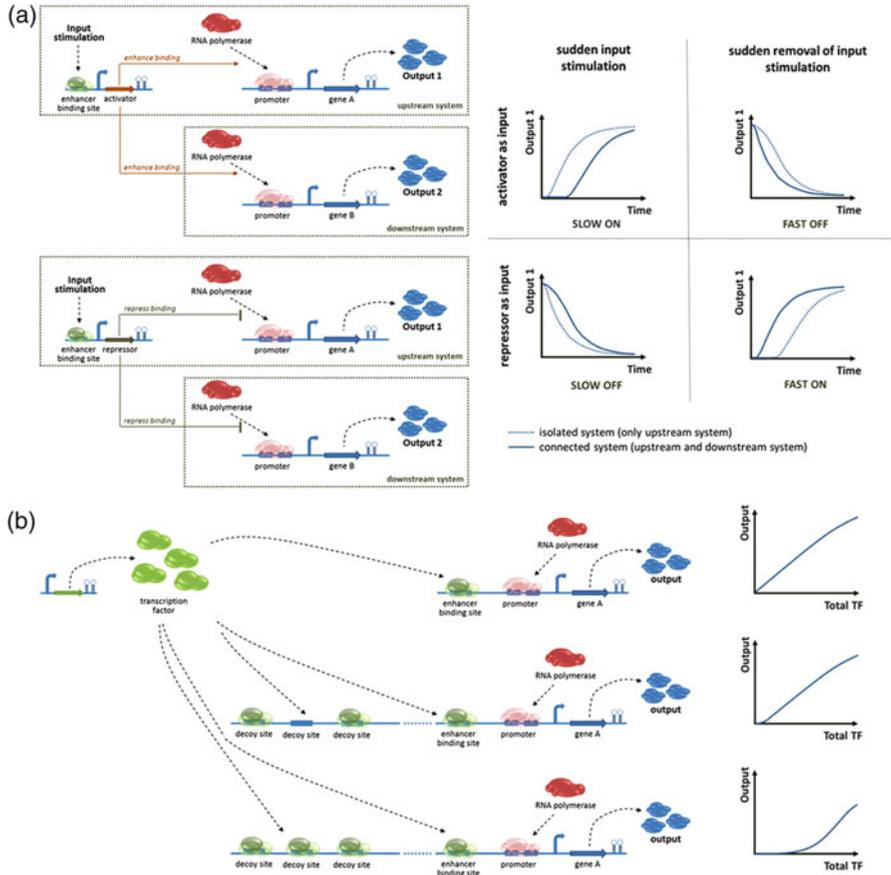 (a)
Input
stimulation
enhance binding
RNA polymerase
Output 1
enhancer
binding site
activator
promoter
gene A
upstream system
RNA polymerase
enhance binding
Output 2
promoter
gene B
downstream system
Input
stimulation
repress binding
RNA polymerase
Output 1
enhancer
binding site
repressor
promoter
gene A
upstream system
RNA polymerase
repress binding
Output 2
promoter
gene B
downstream system
sudden input
stimulation
sudden removal of input
stimulation
activator as input
Output 1
Time
SLOW ON
Output 1
Time
FAST OFF
repressor as input
Output 1
Time
SLOW OFF
Output 1
Time
FAST ON
isolated system (only upstream system)
connected system (upstream and downstream system)
(b)
transcription
factor
RNA polymerase
output
enhancer
binding site
promoter
gene A
Output
Total TF
RNA polymerase
output
decoy site
decoy site
decoy site
enhancer
binding site
promoter
gene A
Output
Total TF
RNA polymerase
output
decoy site
decoy site
decoy site
enhancer
binding site
promoter
gene A
Output
Total TF